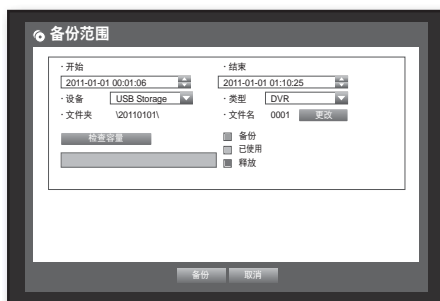 备份范围
·开始 ·结束
2011-01-01 00:01:06 2011-01-01 01:10:25
·设备 USB Storage ·类型 DVR
·文件夹 \20110101\ ·文件名 0001 更改
检查容量 备份
已使用
释放
备份 取消